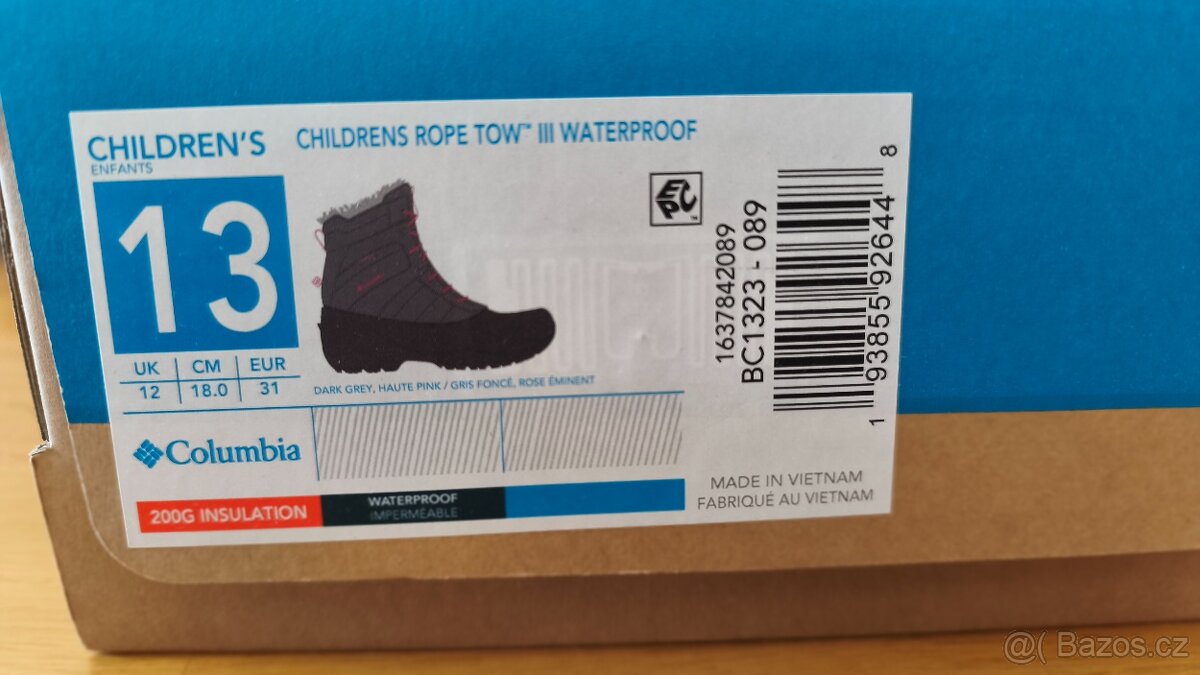 CHILDREN'S
ENFANTS
CHILDRENS ROPE TOW™ III WATERPROOF
13
UK CM EUR
12 18.0 31
DARK GREY, HAUTE PINK / GRIS FONCÉ, ROSE ÉMINENT
EPC™
1637842089
BC1323 - 089
1 93855 92644 8
Columbia
200G INSULATION
WATERPROOF
IMPERMÉABLE
MADE IN VIETNAM
FABRIQUÉ AU VIETNAM
@( Bazos.cz